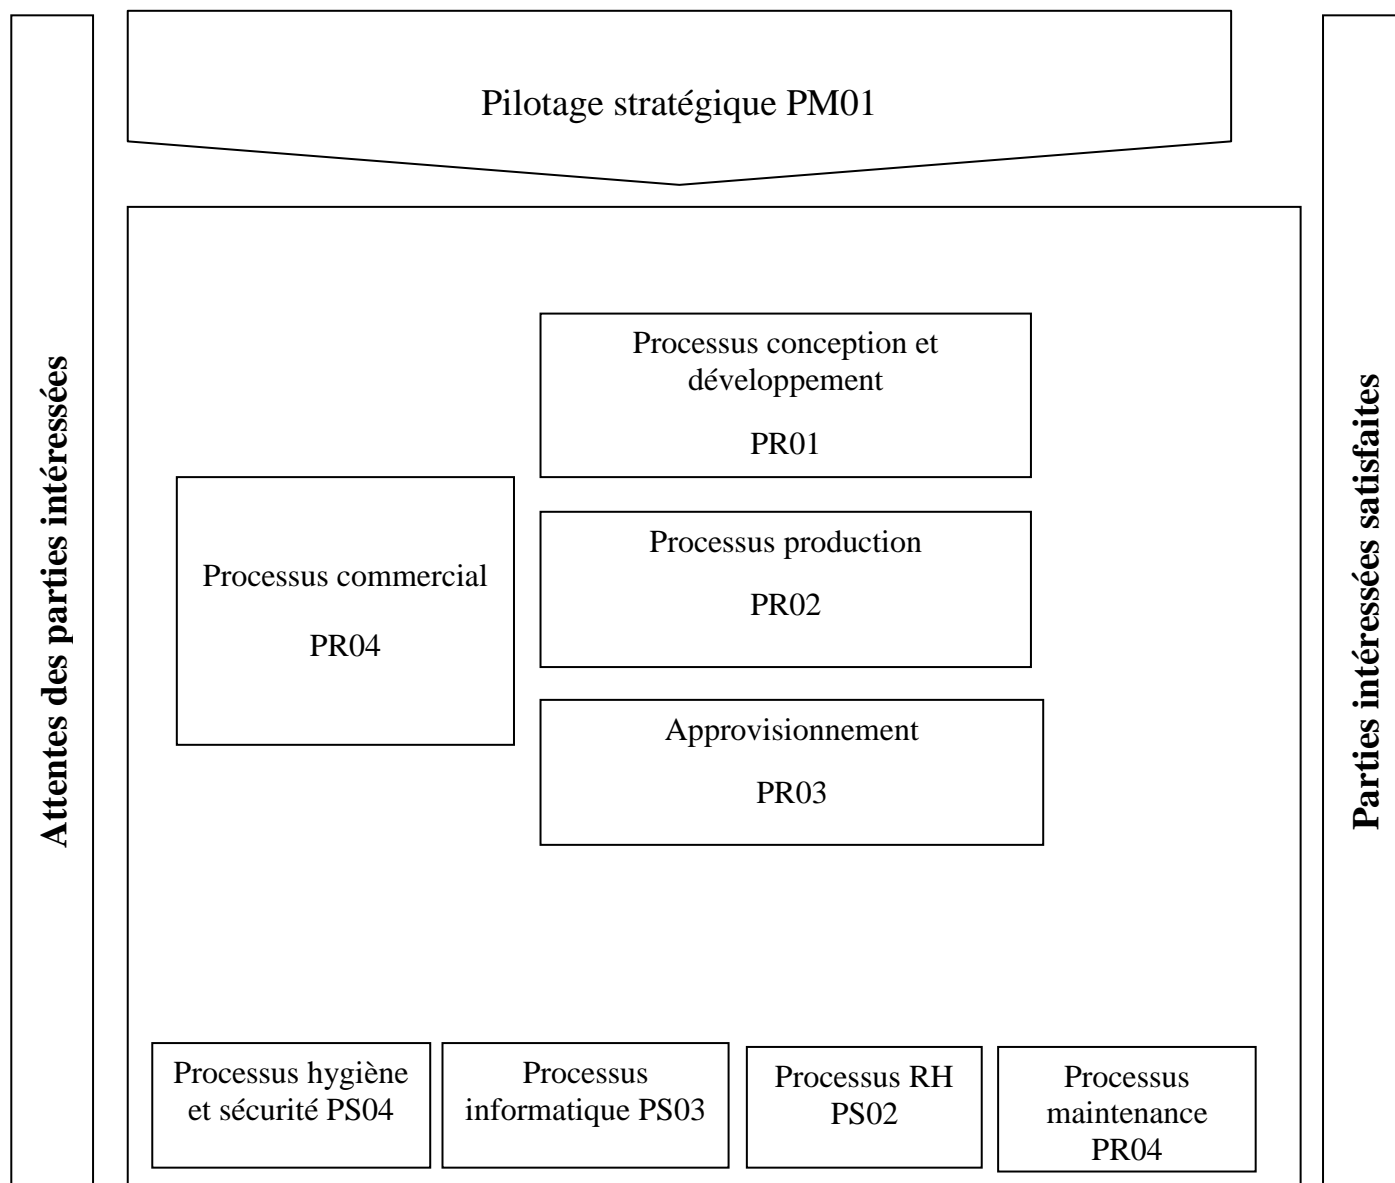 Pilotage stratégique PM01
Attentes des parties intéressées
Processus conception et
développement
PR01
Processus commercial
PR04
Processus production
PR02
Approvisionnement
PR03
Parties intéressées satisfaites
Processus hygiène
et sécurité PS04
Processus
informatique PS03
Processus RH
PS02
Processus
maintenance
PR04